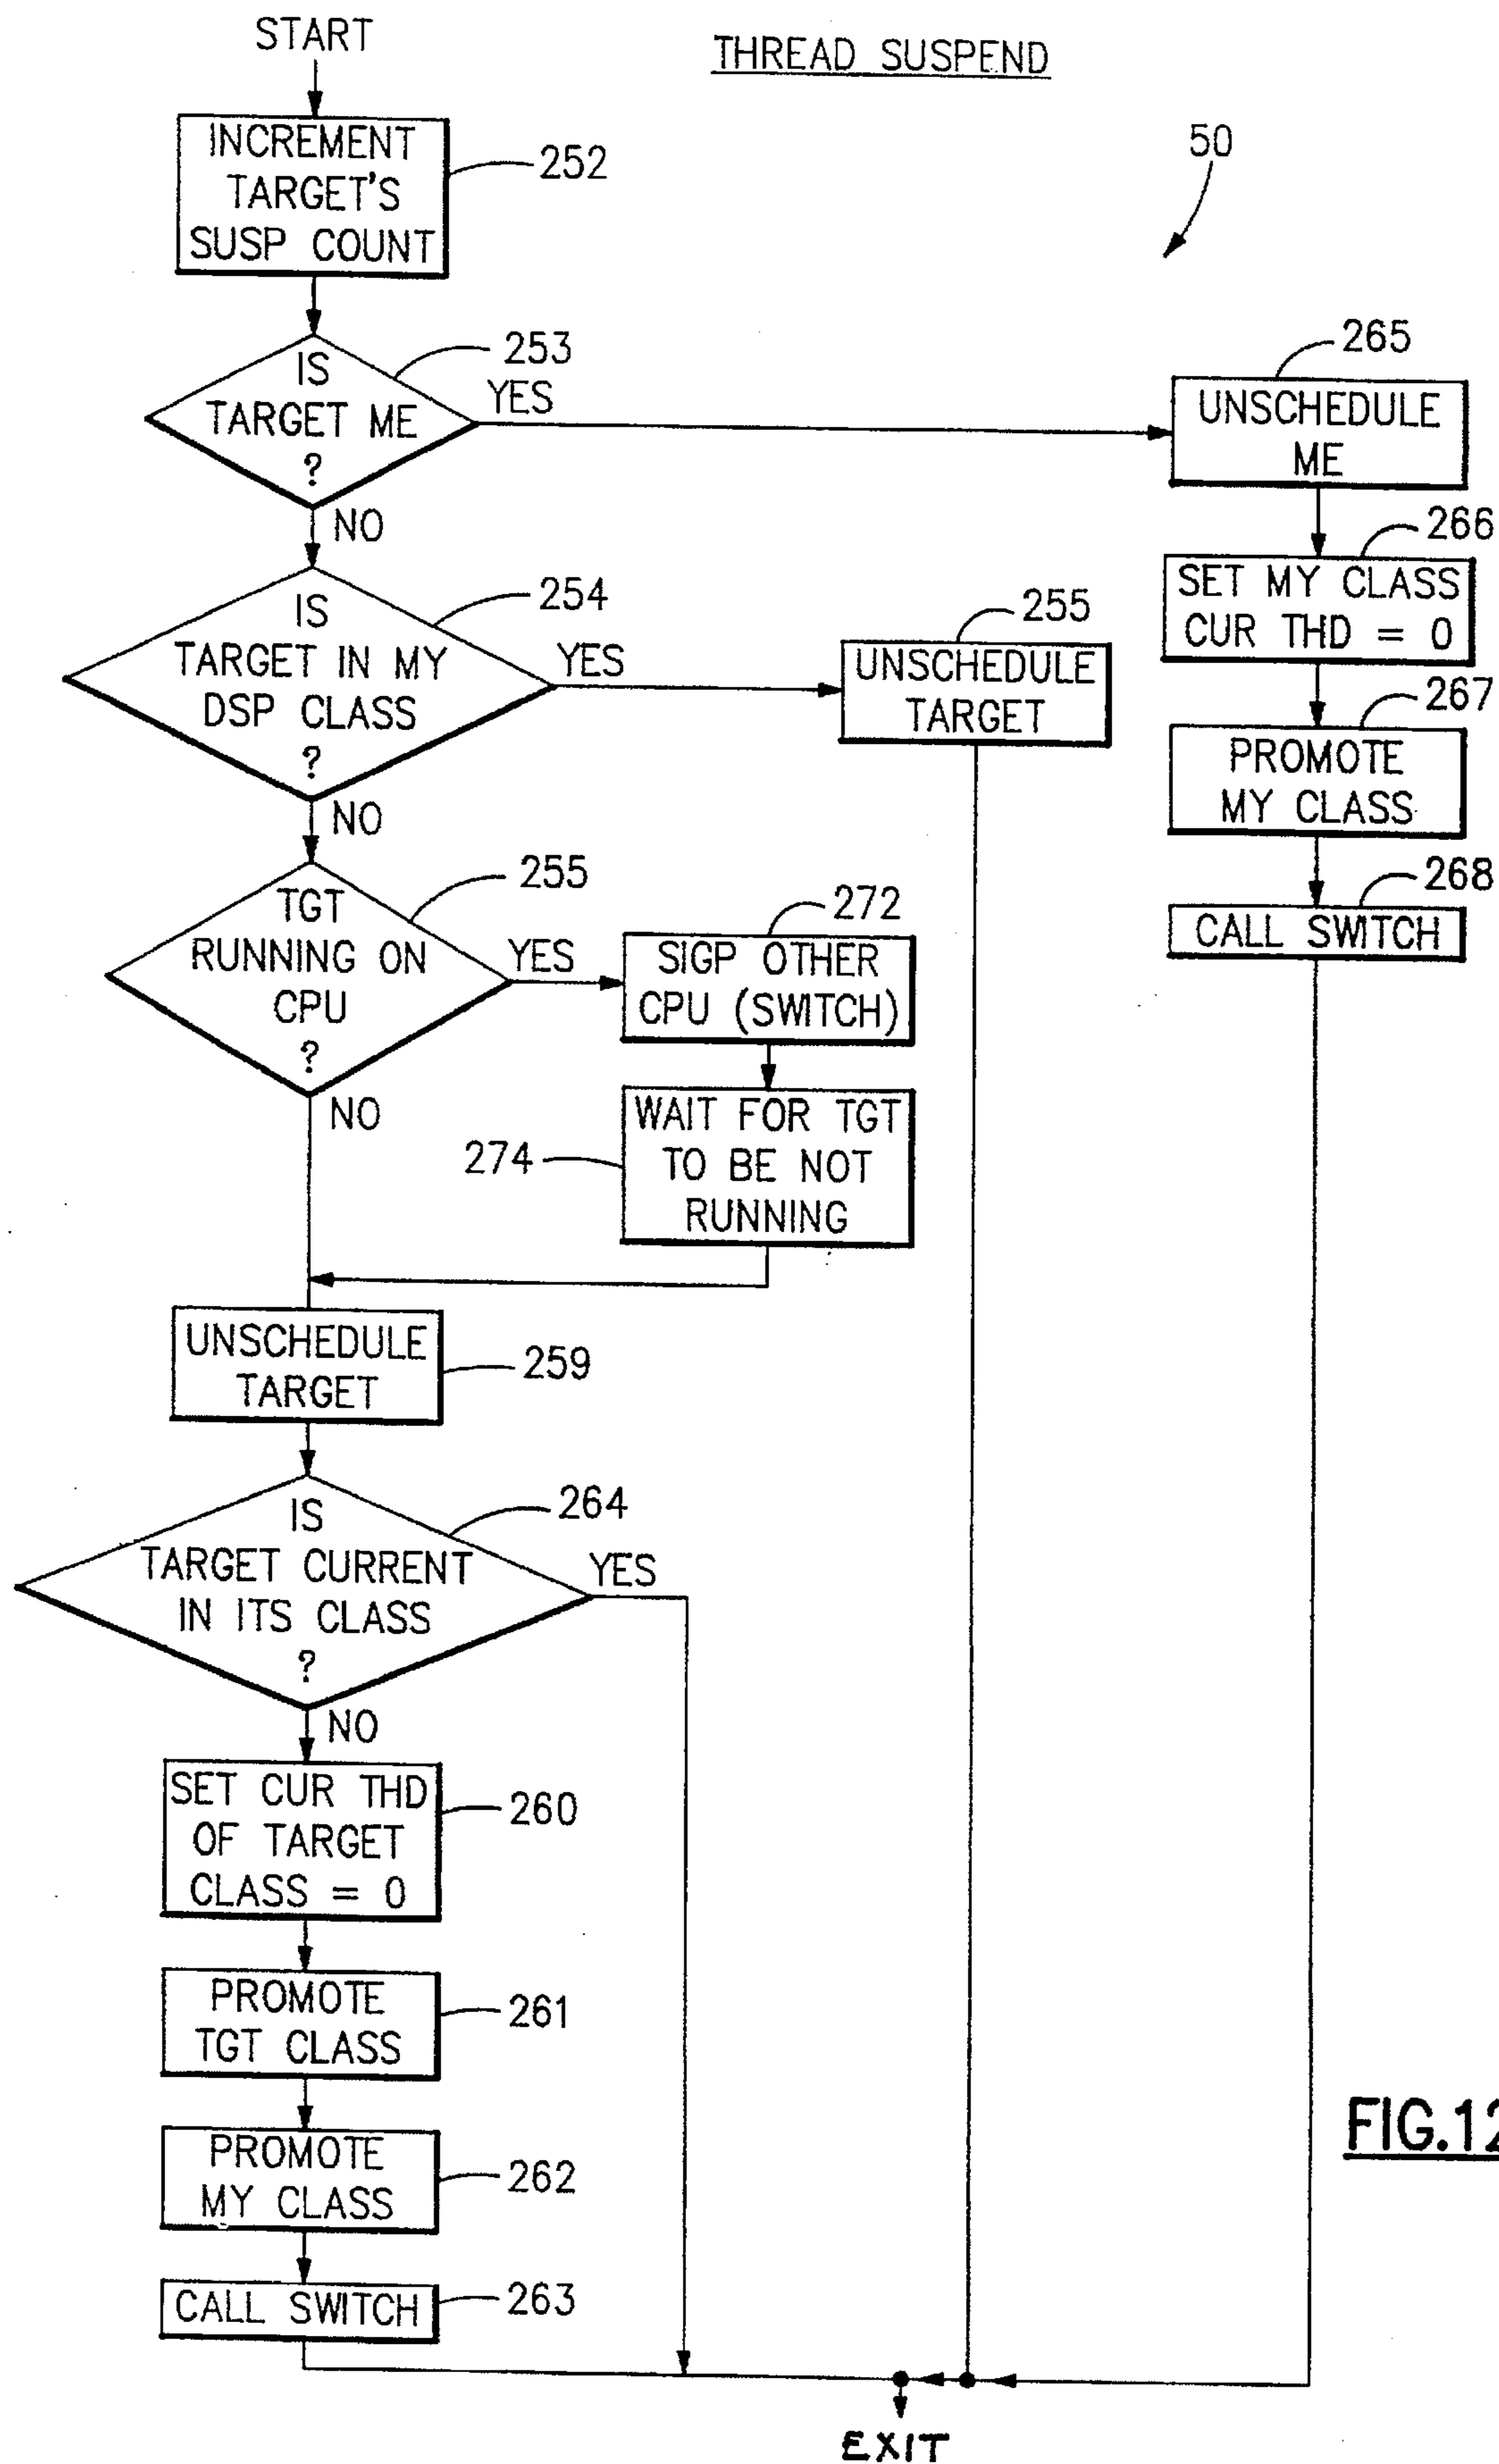 START
THREAD SUSPEND
50
INCREMENT
TARGET'S
SUSP COUNT
252
IS
TARGET ME
?
253
YES
NO
265
UNSCHEDULE
ME
266
SET MY CLASS
CUR THD = 0
267
PROMOTE
MY CLASS
268
CALL SWITCH
IS
TARGET IN MY
DSP CLASS
?
254
YES
NO
255
UNSCHEDULE
TARGET
TGT
RUNNING ON
CPU
?
255
YES
NO
272
SIGP OTHER
CPU (SWITCH)
WAIT FOR TGT
TO BE NOT
RUNNING
274
UNSCHEDULE
TARGET
259
IS
TARGET CURRENT
IN ITS CLASS
?
264
YES
NO
SET CUR THD
OF TARGET
CLASS = 0
260
PROMOTE
TGT CLASS
261
PROMOTE
MY CLASS
262
CALL SWITCH
263
EXIT
FIG.12